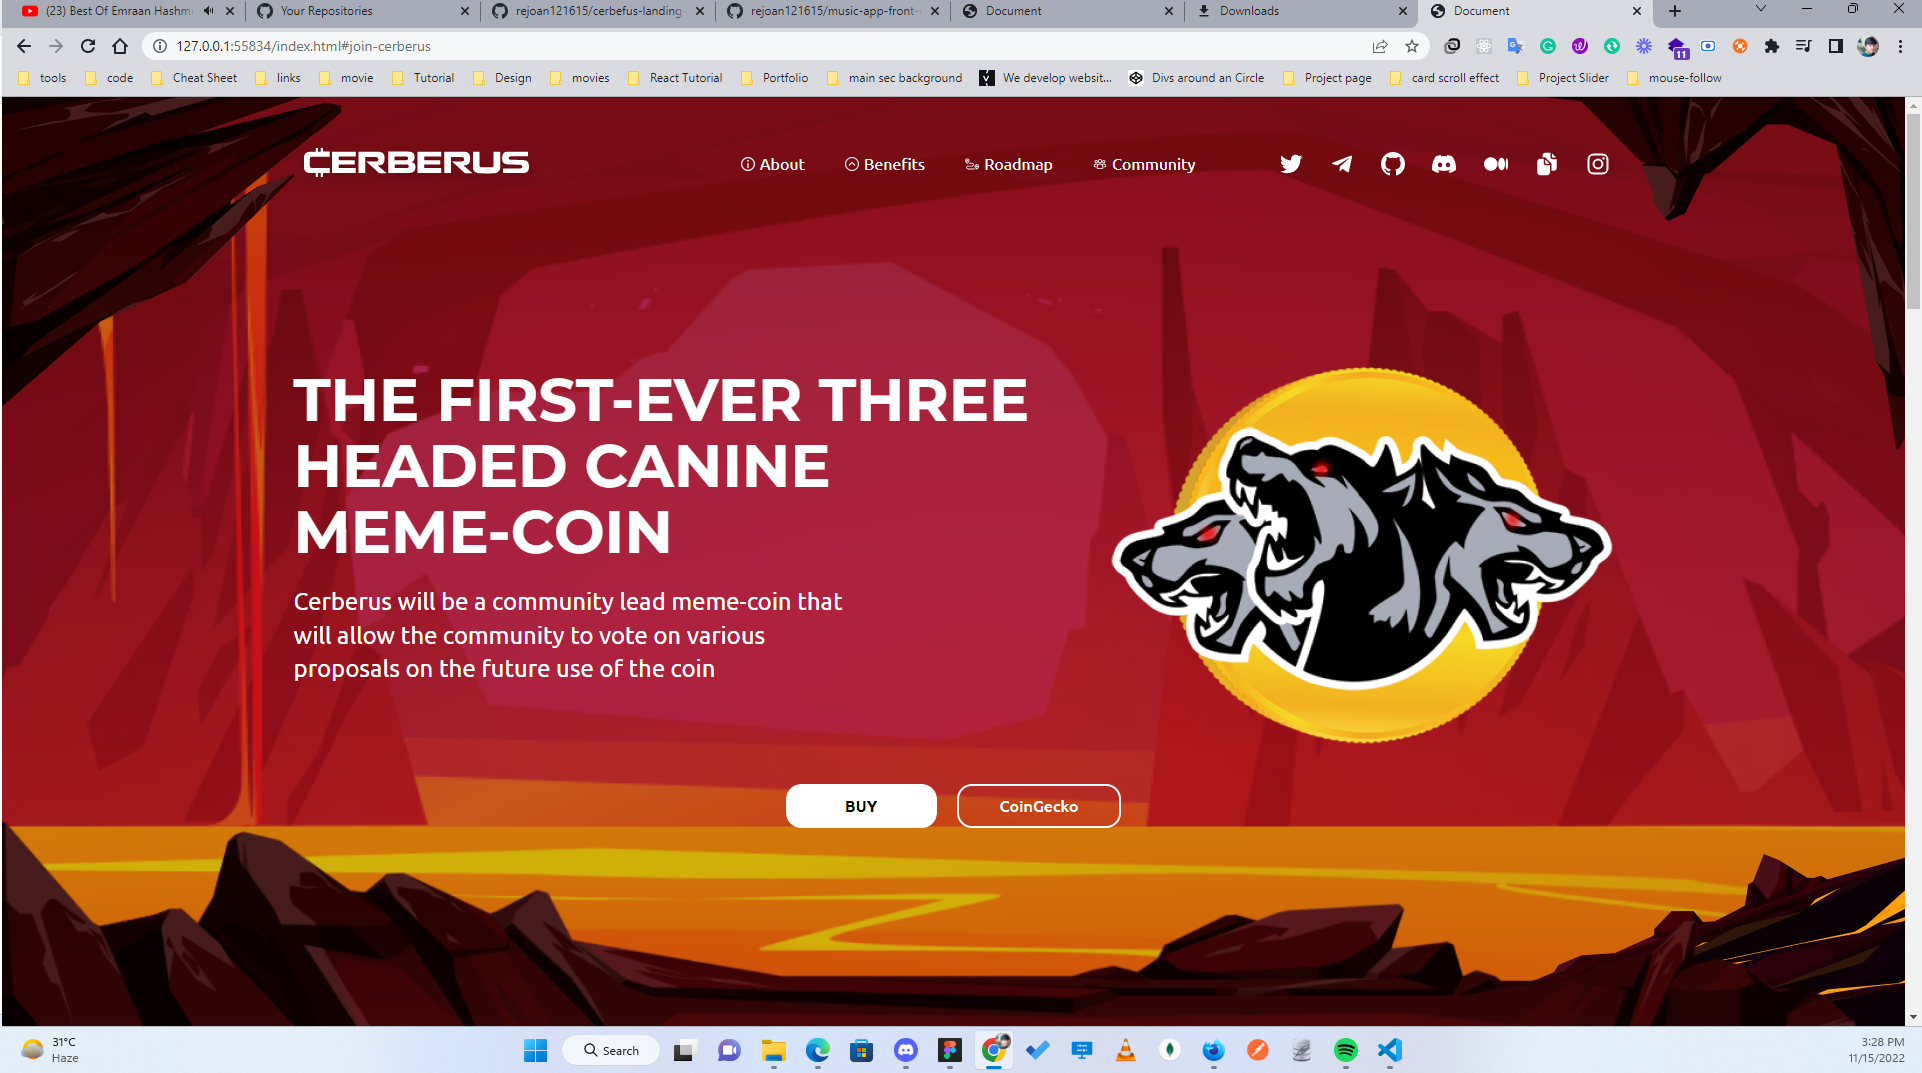 (23) Best Of Emraan Hashmi
Your Repositories
rejoan121615/cerbefus-landing-
rejoan121615/music-app-front-
Document
Downloads
Document
127.0.0.1:55834/index.html#join-cerberus
11
tools
code
Cheat Sheet
links
movie
Tutorial
Design
movies
React Tutorial
Portfolio
main sec background
We develop websit...
Divs around an Circle
Project page
card scroll effect
Project Slider
mouse-follow
CERBERUS
About
Benefits
Roadmap
Community
THE FIRST-EVER THREE
HEADED CANINE
MEME-COIN
Cerberus will be a community lead meme-coin that
will allow the community to vote on various
proposals on the future use of the coin
BUY
CoinGecko
31°C
Haze
Search
3:28 PM
11/15/2022